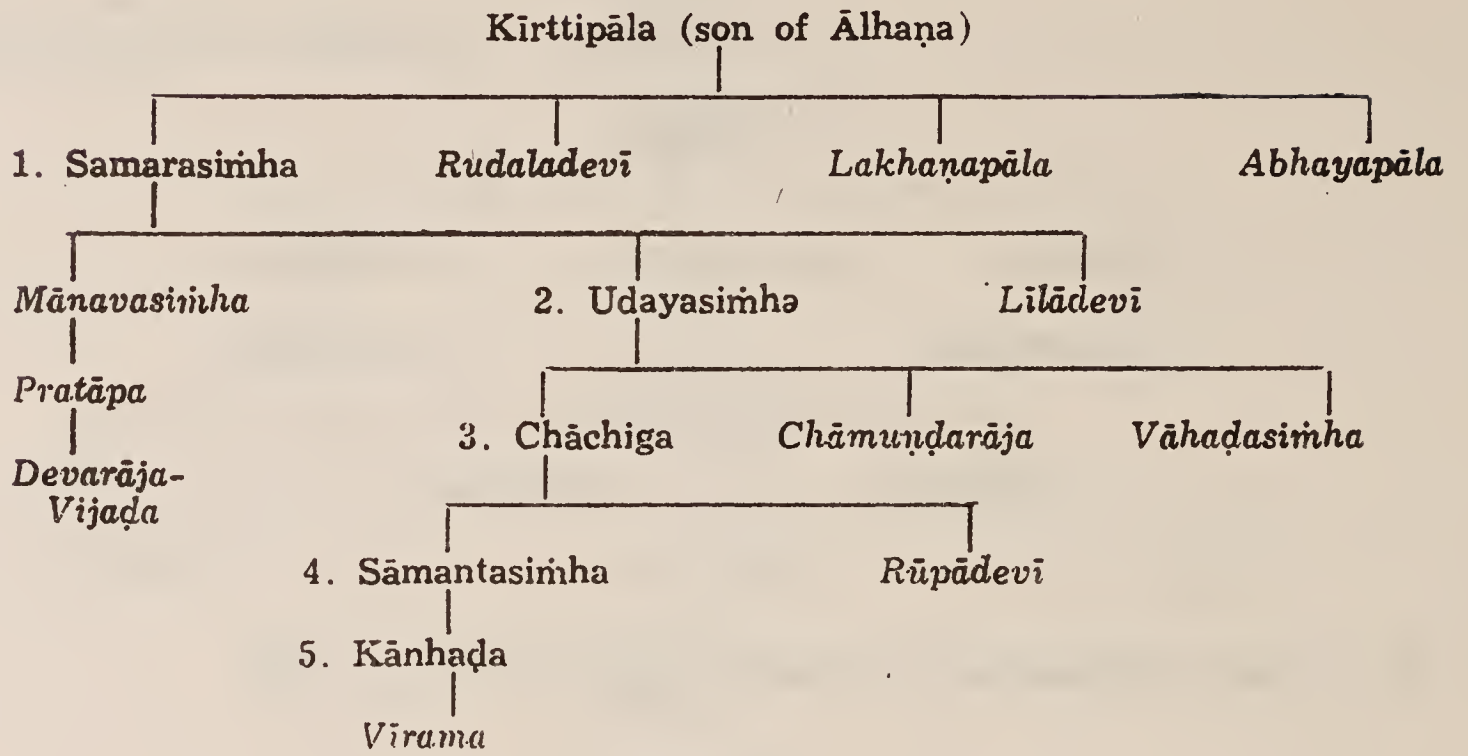 Kīrttipāla (son of Ālhaṇa)
1. Samarasiṁha Rudaladevī Lakhaṇapāla Abhayapāla
Mānavasiṁha 2. Udayasiṁha Līlādevī
Pratāpa
3. Chāchiga Chāmuṇḍarāja Vāhaḍasiṁha
Devarāja-
Vijaḍa
4. Sāmantasiṁha Rūpādevī
5. Kānhaḍa
Vīrama